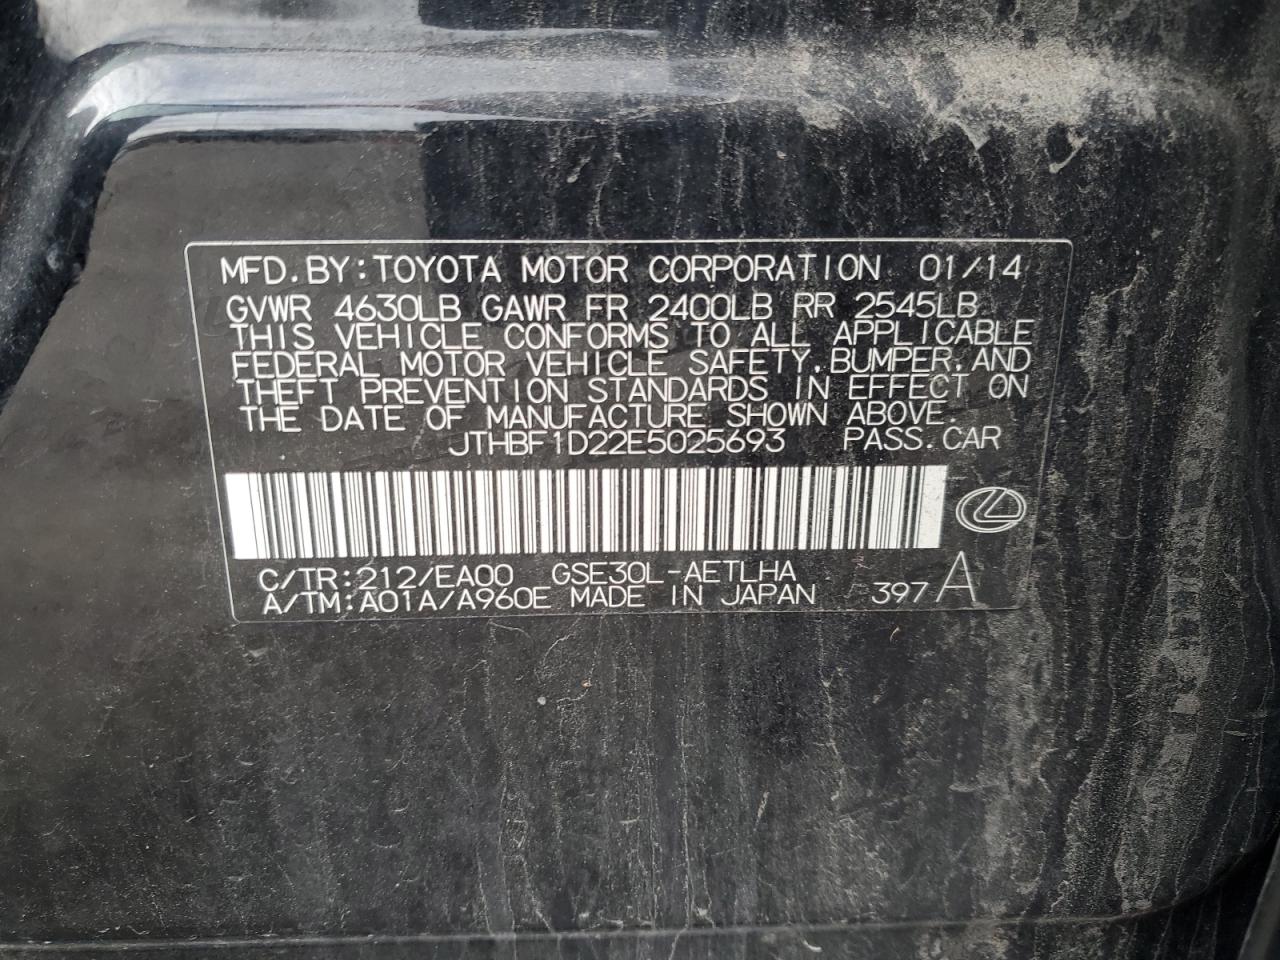 MFD.BY:TOYOTA MOTOR CORPORATION 01/14
GVWR 4630LB GAWR FR 2400LB RR 2545LB
THIS VEHICLE CONFORMS TO ALL APPLICABLE
FEDERAL MOTOR VEHICLE SAFETY,BUMPER,AND
THEFT PREVENTION STANDARDS IN EFFECT ON
THE DATE OF MANUFACTURE SHOWN ABOVE.
JTHBF1D22E5025693 PASS.CAR
C/TR:212/EA00 GSE30L-AETLHA
A/TM:A01A/A960E MADE IN JAPAN 397 A